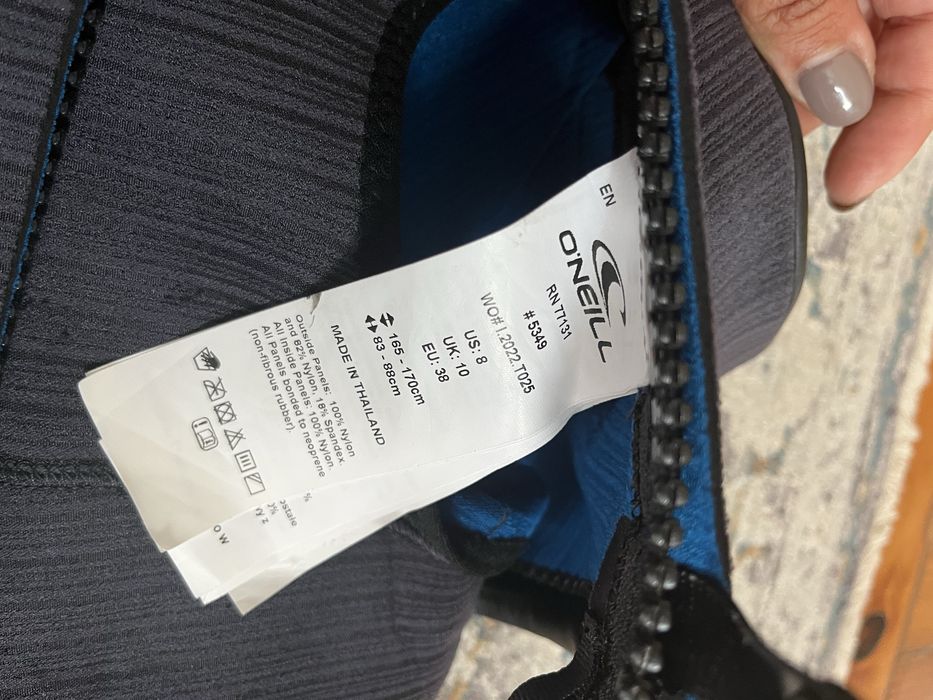 EN
O'NEILL
RN 77131
# 5349
WO# I.2022.T025
US: 8
UK: 10
EU: 38
165 - 170cm
83 - 88cm
MADE IN THAILAND
Outside Panels: 100% Nylon
and 82% Nylon, 18% Spandex.
All Inside Panels: 100% Nylon.
All Panels bonded to neoprene
(non-fibrous rubber).